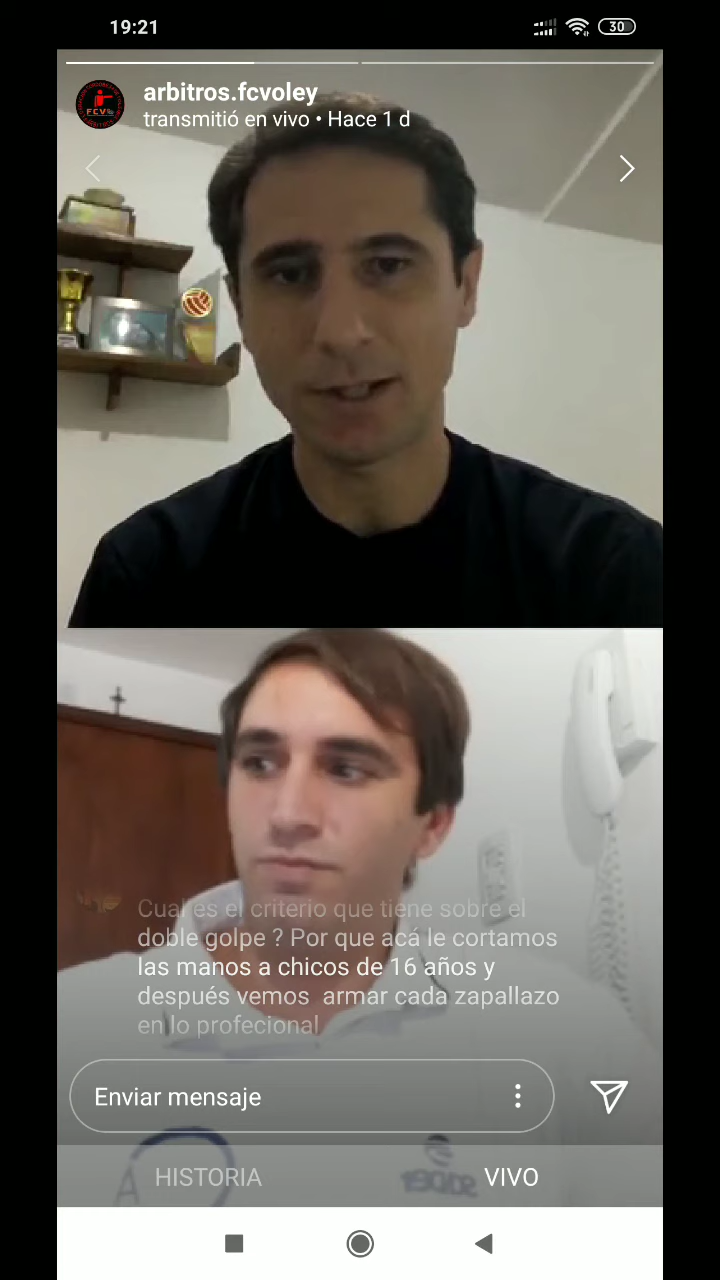 19:21
30
arbitros.fcvoley
transmitió en vivo • Hace 1 d
FCV
Cual es el criterio que tiene sobre el
doble golpe ? Por que acá le cortamos
las manos a chicos de 16 años y
después vemos armar cada zapallazo
en lo profecional
Enviar mensaje
HISTORIA
VIVO